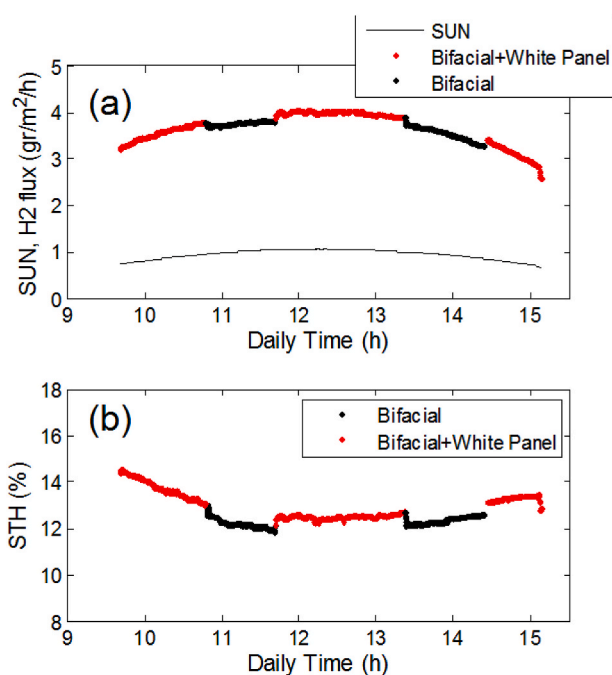 SUN
Bifacial+White Panel
Bifacial
(a)
SUN, H2 flux (gr/m²/h)
5
4
3
2
1
0
9 10 11 12 13 14 15
Daily Time (h)
(b)
Bifacial
Bifacial+White Panel
STH (%)
18
16
14
12
10
8
9 10 11 12 13 14 15
Daily Time (h)